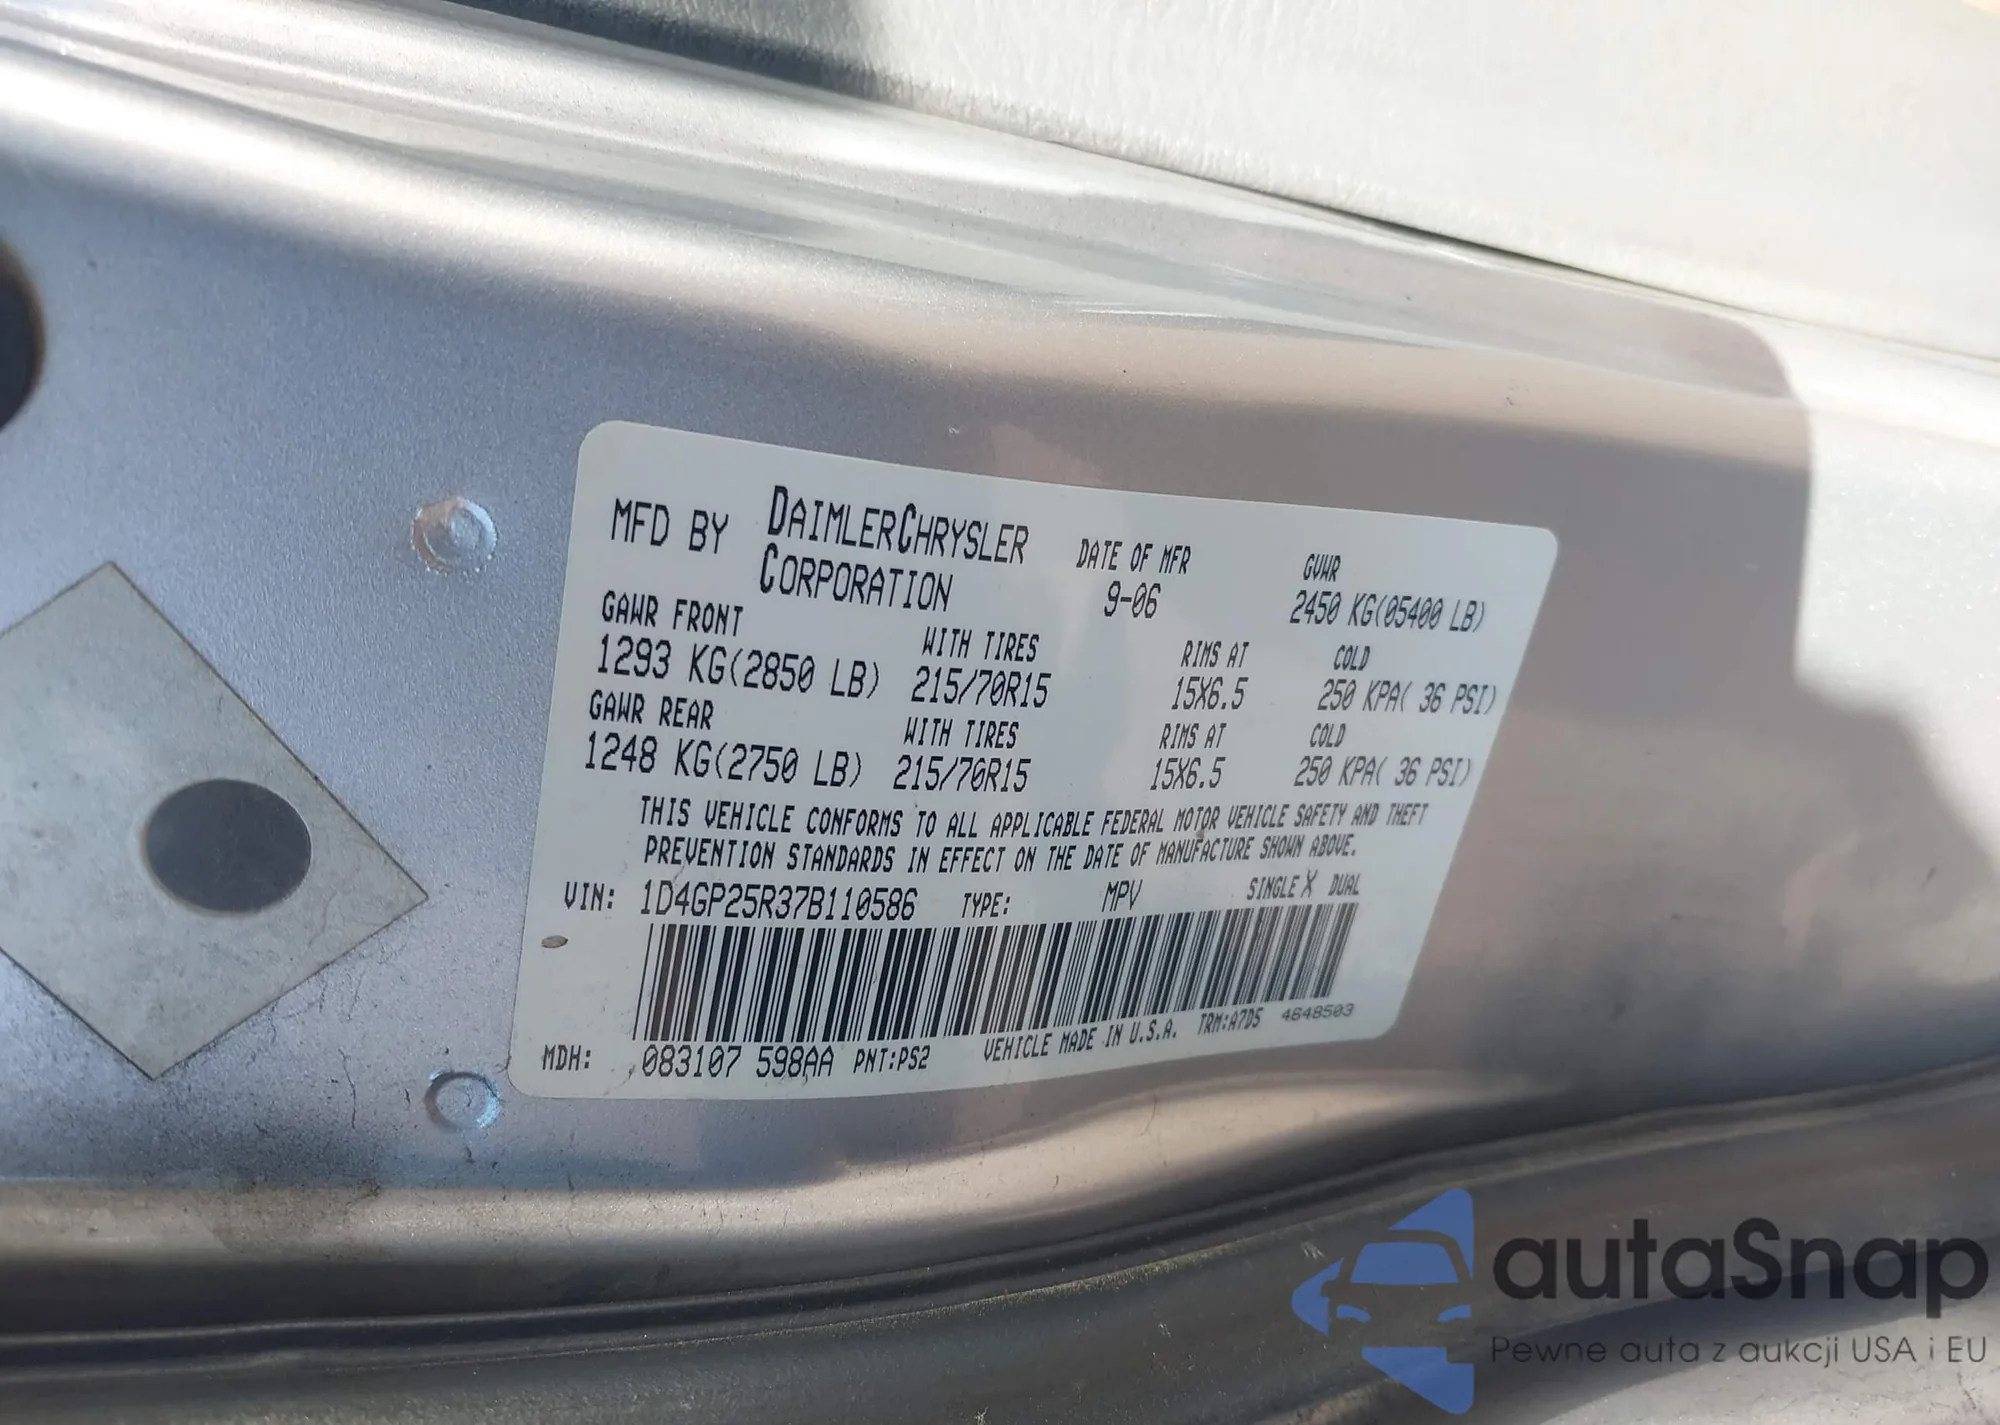 MFD BY DAIMLERCHRYSLER CORPORATION DATE OF MFR 9-06 GVWR 2450 KG(05400 LB)
GAWR FRONT WITH TIRES RIMS AT COLD
1293 KG(2850 LB) 215/70R15 15X6.5 250 KPA( 36 PSI)
GAWR REAR WITH TIRES RIMS AT COLD
1248 KG(2750 LB) 215/70R15 15X6.5 250 KPA( 36 PSI)
THIS VEHICLE CONFORMS TO ALL APPLICABLE FEDERAL MOTOR VEHICLE SAFETY AND THEFT
PREVENTION STANDARDS IN EFFECT ON THE DATE OF MANUFACTURE SHOWN ABOVE.
VIN: 1D4GP25R37B110586 TYPE: MPV SINGLE X DUAL
MDH: 083107 598AA PNT:PS2 VEHICLE MADE IN U.S.A. TRM:A7D5 4648503
autaSnap
Pewne auta z aukcji USA i EU